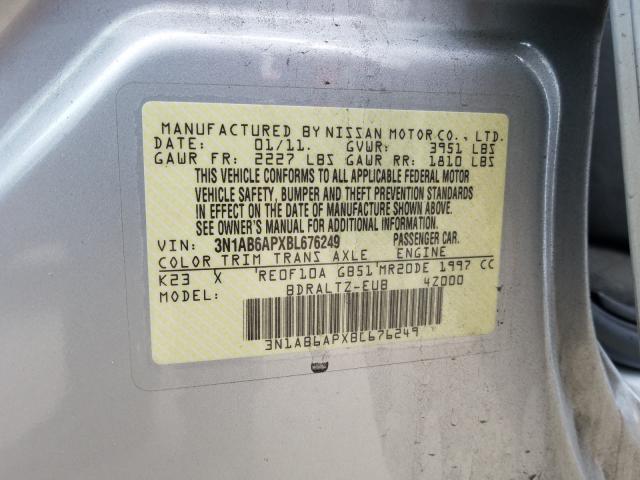 MANUFACTURED BY NISSAN MOTOR CO., LTD.
DATE: 01/11. GVWR: 3951 LBS
GAWR FR: 2227 LBS GAWR RR: 1810 LBS
THIS VEHICLE CONFORMS TO ALL APPLICABLE FEDERAL MOTOR
VEHICLE SAFETY, BUMPER AND THEFT PREVENTION STANDARDS
IN EFFECT ON THE DATE OF MANUFACTURE SHOWN ABOVE.
SEE OWNER'S MANUAL FOR ADDITIONAL INFORMATION.
VIN: 3N1AB6APXBL676249 PASSENGER CAR.
COLOR TRIM TRANS AXLE ENGINE
K23 X RE0F10A GB51 MR20DE 1997 CC
MODEL: BDRALTZ-EUB 4Z000
3N1AB6APXBL676249